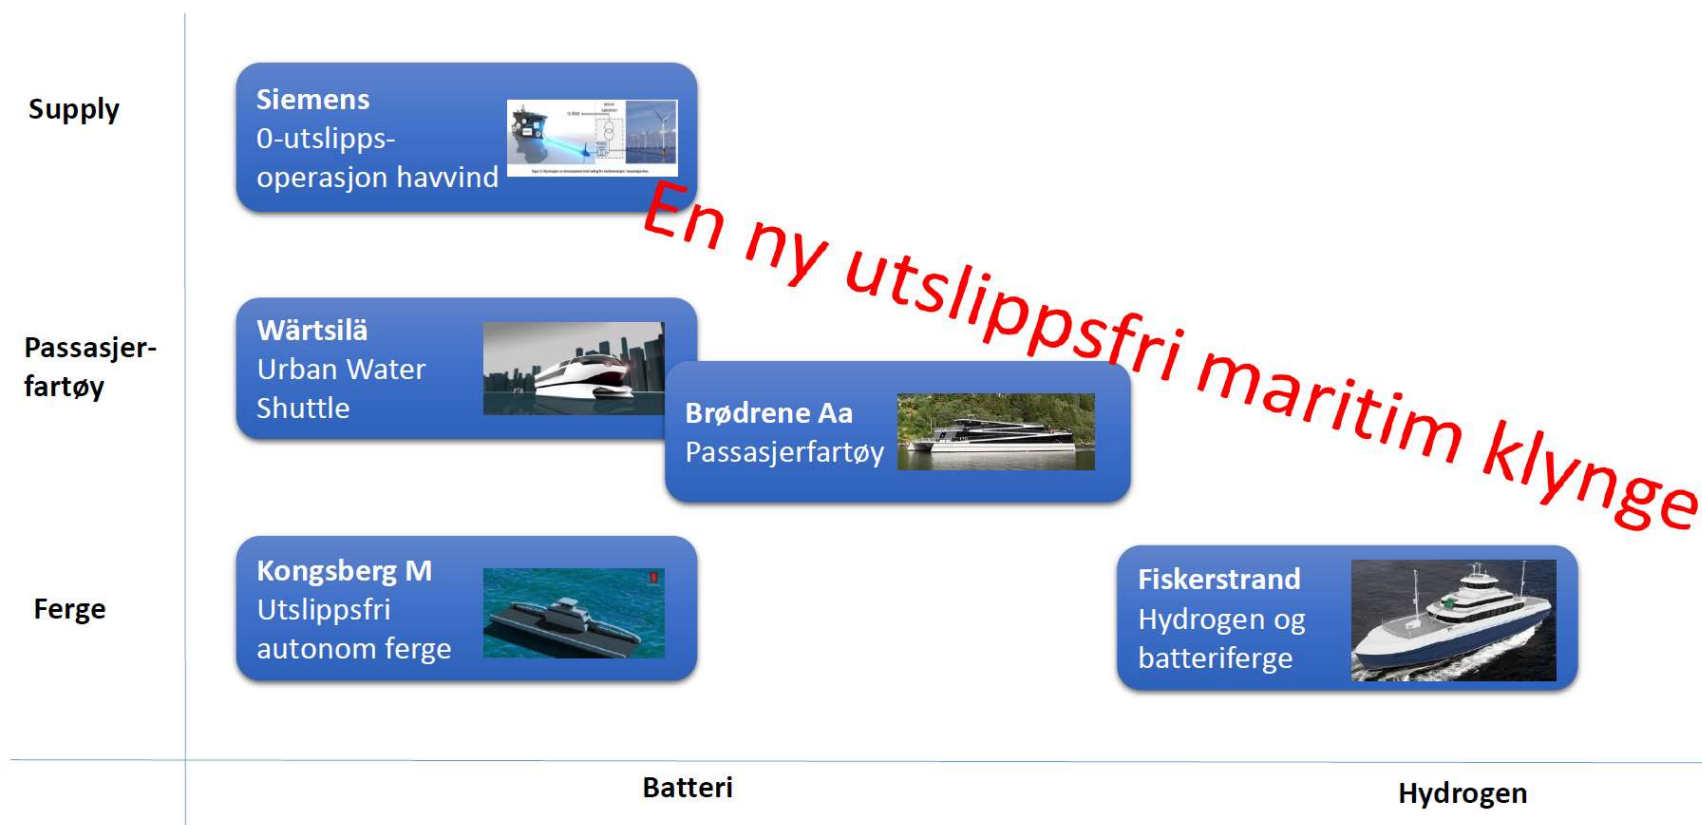 Supply
Siemens
0-utslipps-
operasjon havvind
En ny utslippsfri maritim klynge
Passasjer-
fartøy
Wärtsilä
Urban Water
Shuttle
Brødrene Aa
Passasjerfartøy
Ferge
Kongsberg M
Utslippsfri
autonom ferge
Fiskerstrand
Hydrogen og
batteriferge
Batteri
Hydrogen